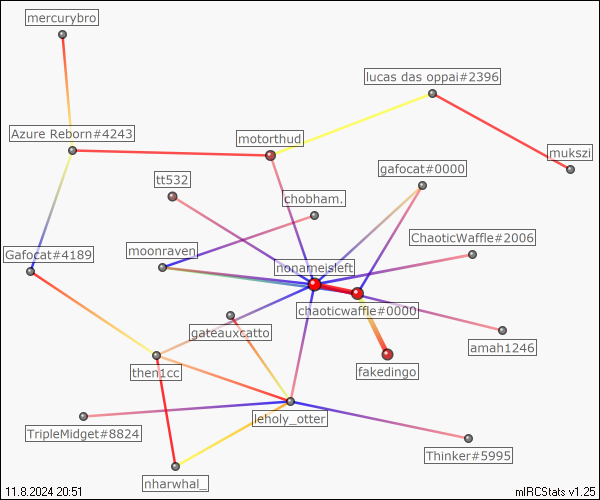 mercurybro
lucas das oppai#2396
Azure Reborn#4243
motorthud
mukszi
gafocat#0000
tt532
chobham.
ChaoticWaffle#2006
Gafocat#4189
moonraven
nonameisleft
chaoticwaffle#0000
gateauxcatto
amah1246
then1cc
fakedingo
leholy_otter
TripleMidget#8824
Thinker#5995
nharwhal_
11.8.2024 20:51
mIRCStats v1.25